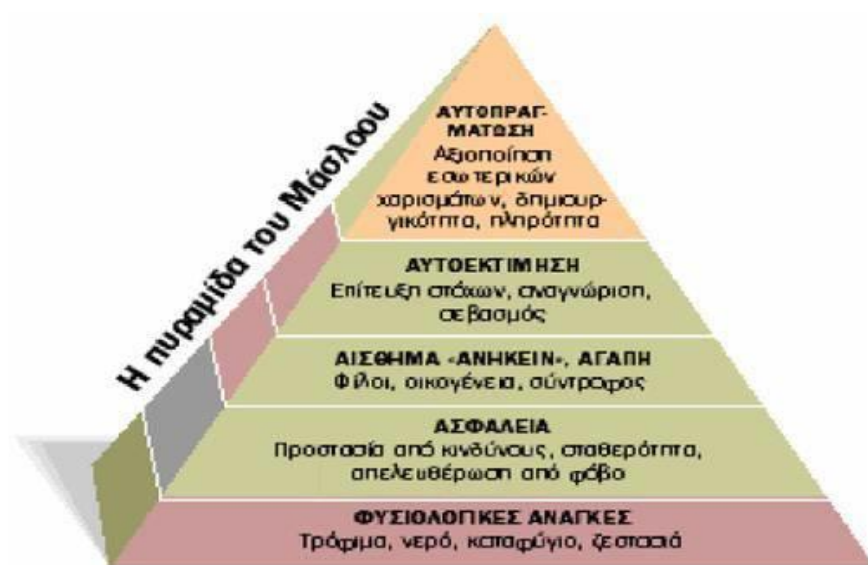 Η πυραμίδα του Μάσλοου
ΑΥΤΟΠΡΑΓ-
ΜΑΤΩΣΗ
Αξιοποίηση
εσωτερικών
χαρισμάτων, δημιουρ-
γικότητα, πληρότητα
ΑΥΤΟΕΚΤΙΜΗΣΗ
Επίτευξη στόχων, αναγνώριση,
σεβασμός
ΑΙΣΘΗΜΑ «ΑΝΗΚΕΙΝ», ΑΓΑΠΗ
Φίλοι, οικογένεια, σύντροφος
ΑΣΦΑΛΕΙΑ
Προστασία από κινδύνους, σταθερότητα,
απελευθέρωση από φόβο
ΦΥΣΙΟΛΟΓΙΚΕΣ ΑΝΑΓΚΕΣ
Τρόφιμα, νερό, καταφύγιο, ζεστασιά